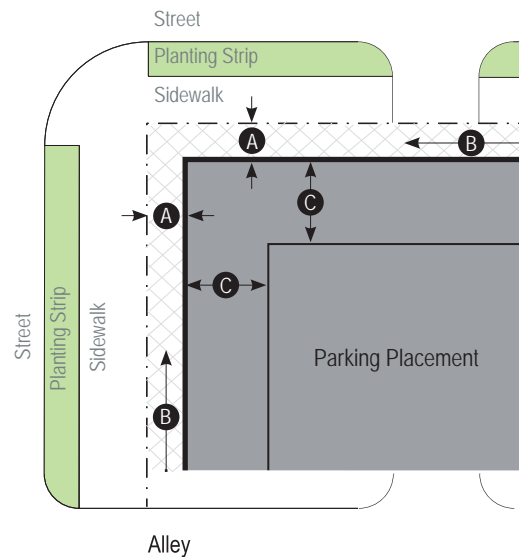 Street
Planting Strip
Sidewalk
A
B
C
A
C
Street
Planting Strip
Sidewalk
Parking Placement
B
Alley